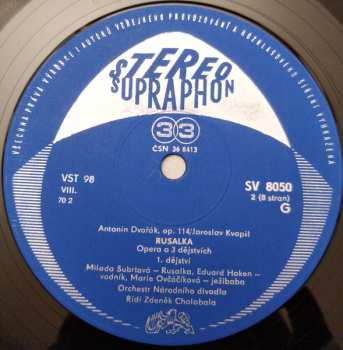 VŠECHNA PRÁVA VÝROBCE I AUTORŮ VEŘEJNÉHO PROVOZOVÁNÍ A ROZHLASOVÉHO ŠÍŘENÍ VYHRAZENA
STEREO
SUPRAPHON
33
ČSN 36 8413
VST 98
VIII.
70 2
SV 8050
2 (8 stran)
G
Antonín Dvořák, op. 114/Jaroslav Kvapil
RUSALKA
Opera o 3 dějstvích
1. dějství
Milada Šubrtová – Rusalka, Eduard Haken –
vodník, Marie Ovčačíková – ježibaba
Orchestr Národního divadla
Řídí Zdeněk Chalabala